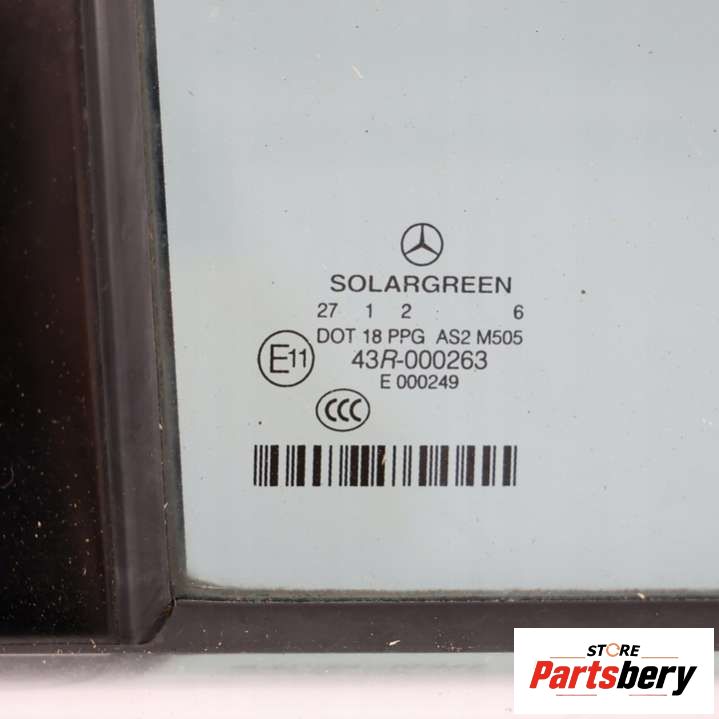 SOLARGREEN
27 1 2 6
DOT 18 PPG AS2 M505
E11 43R-000263
E 000249
CCC
STORE
Partsbery